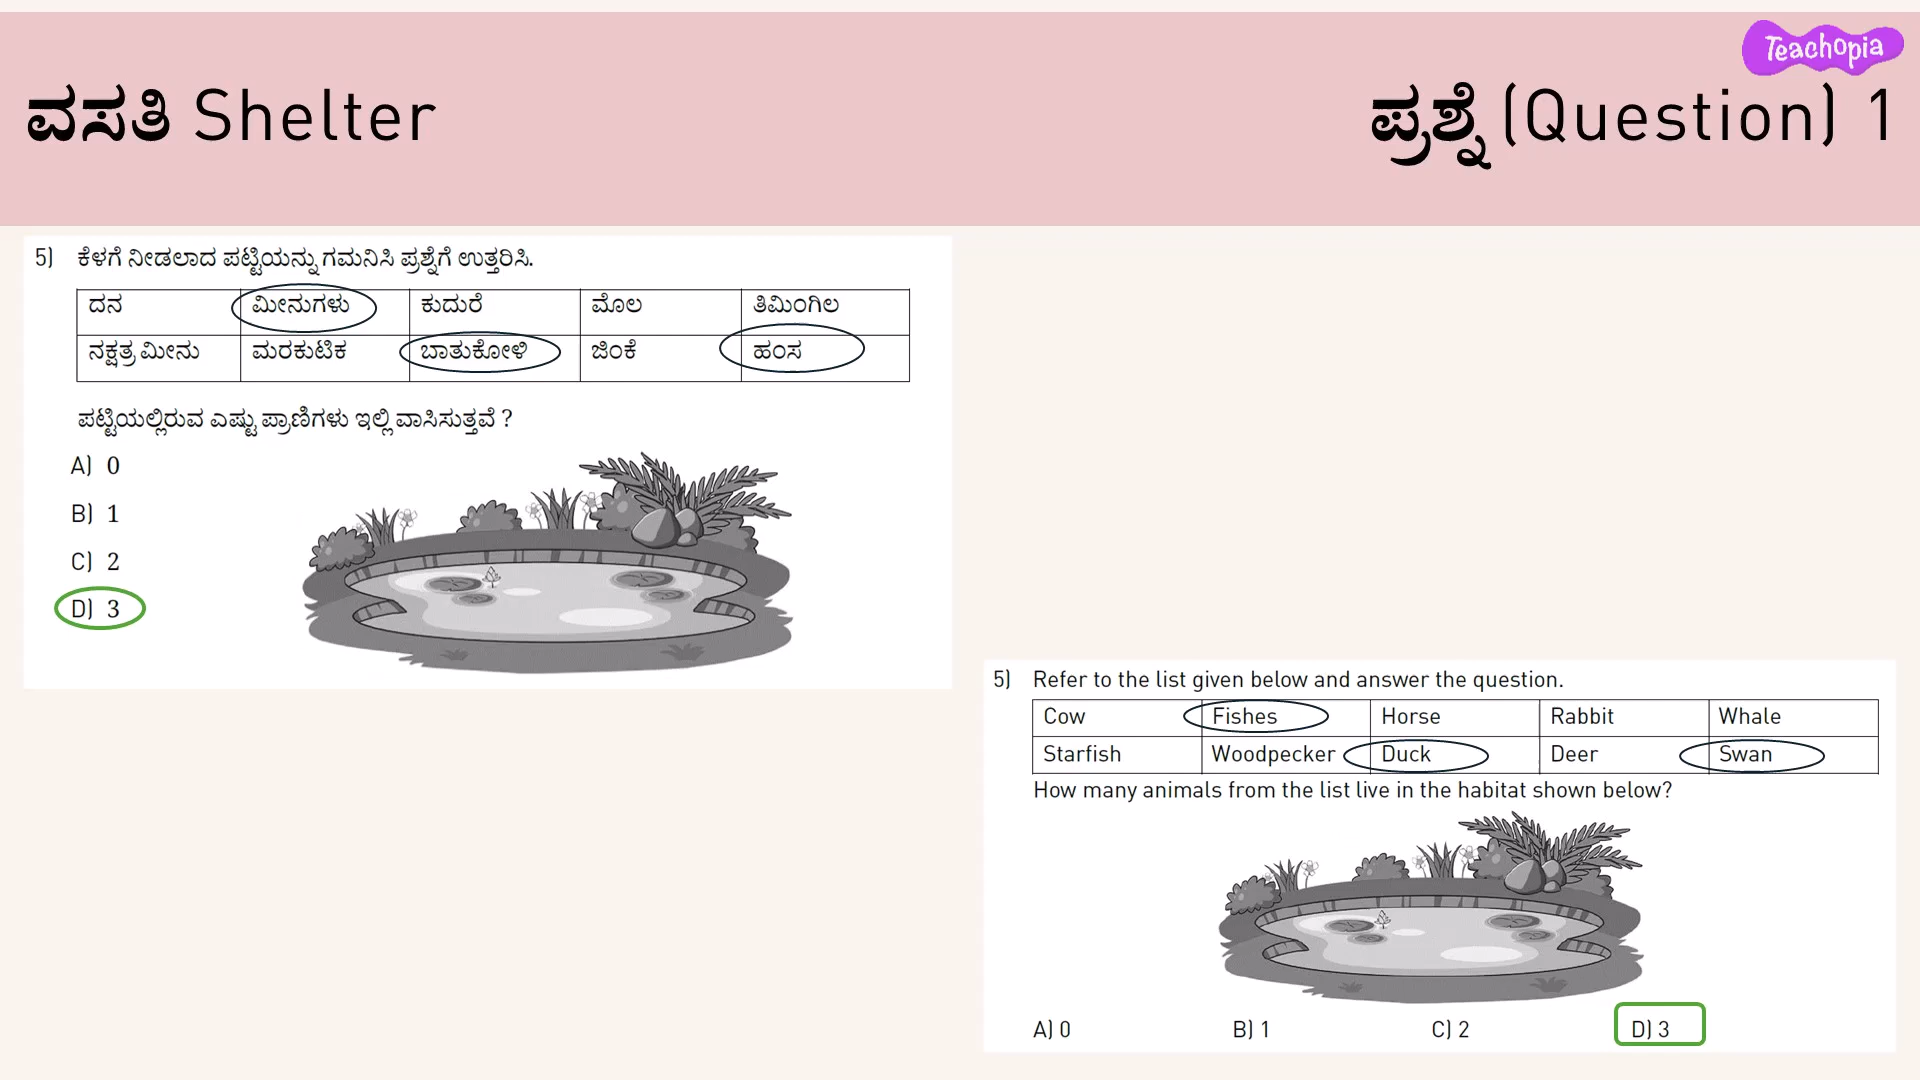 Teachopia
ವಸತಿ Shelter
ಪ್ರಶ್ನೆ (Question) 1
5) ಕೆಳಗೆ ನೀಡಲಾದ ಪಟ್ಟಿಯನ್ನು ಗಮನಿಸಿ ಪ್ರಶ್ನೆಗೆ ಉತ್ತರಿಸಿ.
ದನ ಮೀನುಗಳು ಕುದುರೆ ಮೊಲ ತಿಮಿಂಗಿಲ
ನಕ್ಷತ್ರ ಮೀನು ಮರಕುಟಿಕ ಬಾತುಕೋಳಿ ಜಿಂಕೆ ಹಂಸ
ಪಟ್ಟಿಯಲ್ಲಿರುವ ಎಷ್ಟು ಪ್ರಾಣಿಗಳು ಇಲ್ಲಿ ವಾಸಿಸುತ್ತವೆ ?
A) 0
B) 1
C) 2
D) 3
5) Refer to the list given below and answer the question.
Cow Fishes Horse Rabbit Whale
Starfish Woodpecker Duck Deer Swan
How many animals from the list live in the habitat shown below?
A) 0 B) 1 C) 2 D) 3